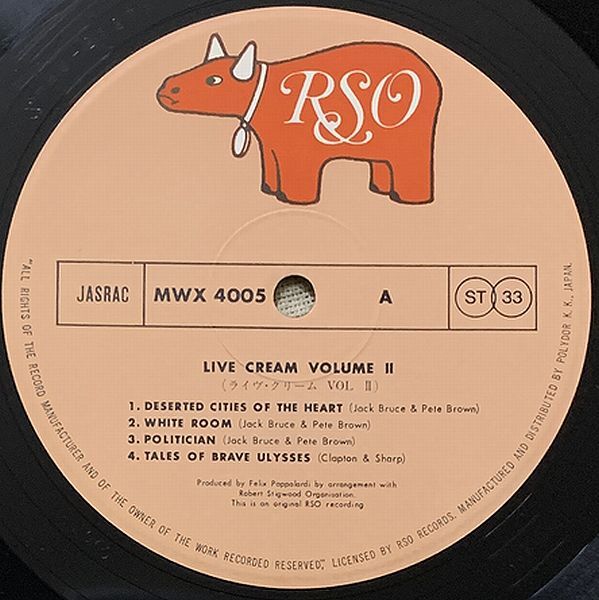 RSO
JASRAC
MWX 4005
A
ST 33
LIVE CREAM VOLUME II
(ライヴ・クリーム VOL II)
1. DESERTED CITIES OF THE HEART (Jack Bruce & Pete Brown)
2. WHITE ROOM (Jack Bruce & Pete Brown)
3. POLITICIAN (Jack Bruce & Pete Brown)
4. TALES OF BRAVE ULYSSES (Clapton & Sharp)
Produced by Felix Pappalardi by arrangement with
Robert Stigwood Organisation.
This is an original RSO recording
"ALL RIGHTS OF THE RECORD MANUFACTURER AND OF THE OWNER OF THE WORK RECORDED RESERVED", LICENSED BY RSO RECORDS. MANUFACTURED AND DISTRIBUTED BY POLYDOR K. K., JAPAN.